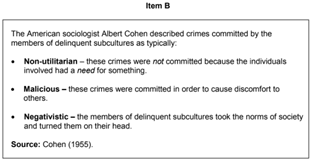 Item B
The American sociologist Albert Cohen described crimes committed by the
members of delinquent subcultures as typically:
• Non-utilitarian – these crimes were not committed because the individuals
involved had a need for something.
• Malicious – these crimes were committed in order to cause discomfort to
others.
• Negativistic – the members of delinquent subcultures took the norms of society
and turned them on their head.
Source: Cohen (1955).